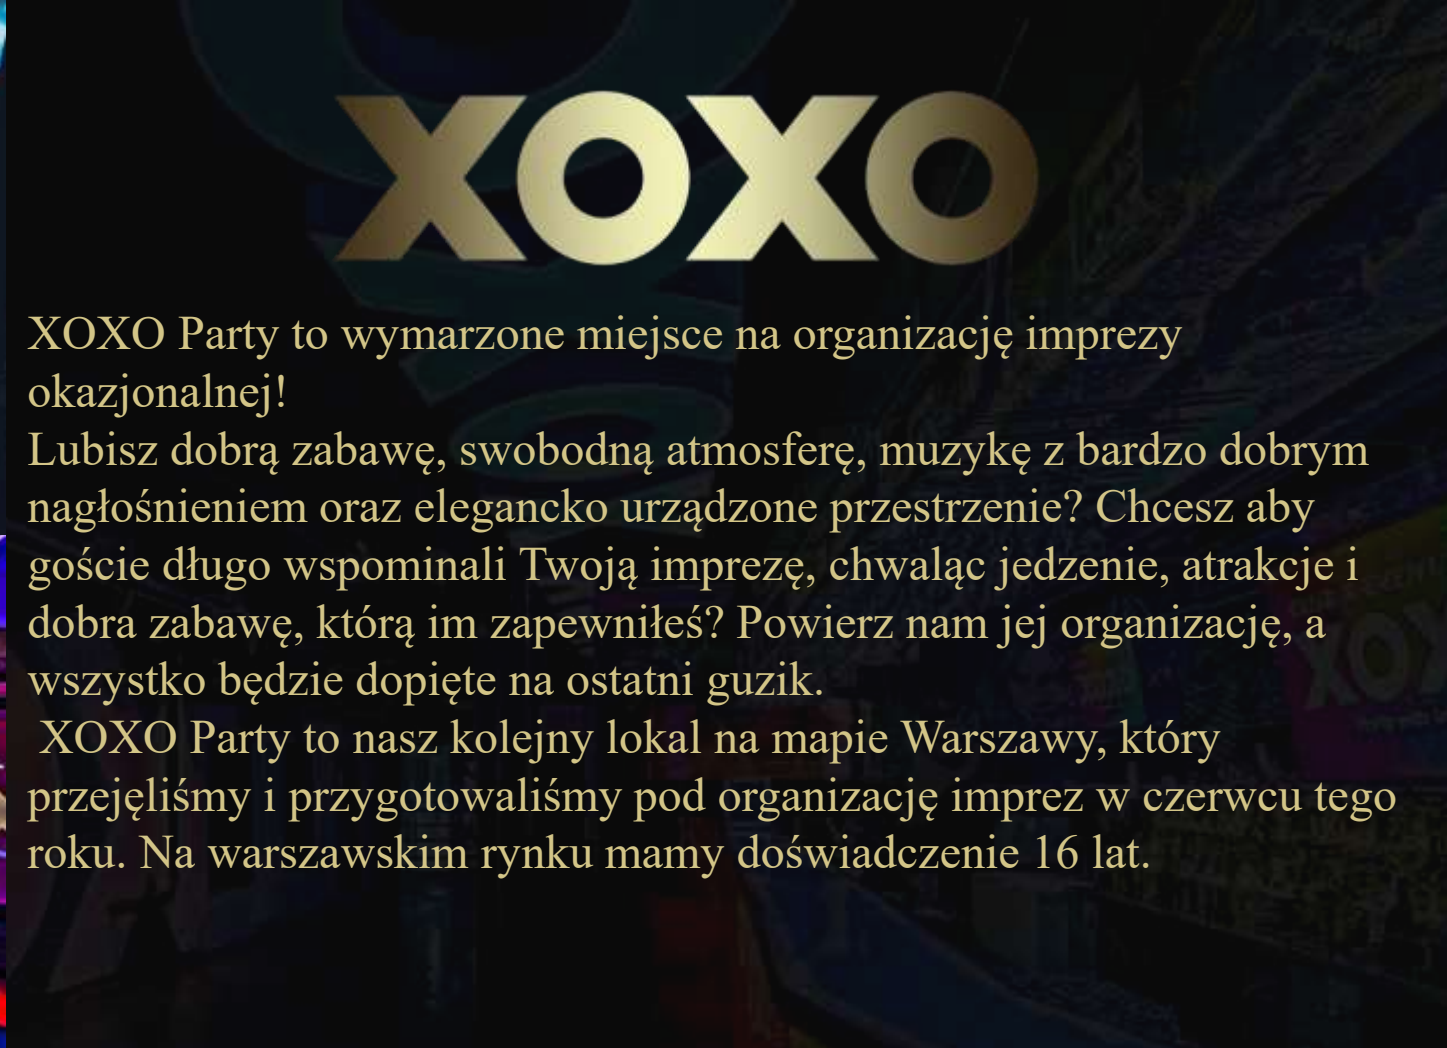 XOXO
XOXO Party to wymarzone miejsce na organizację imprezy
okazjonalnej!
Lubisz dobrą zabawę, swobodną atmosferę, muzykę z bardzo dobrym
nagłośnieniem oraz elegancko urządzone przestrzenie? Chcesz aby
goście długo wspominali Twoją imprezę, chwaląc jedzenie, atrakcje i
dobra zabawę, którą im zapewniłeś? Powierz nam jej organizację, a
wszystko będzie dopięte na ostatni guzik.
XOXO Party to nasz kolejny lokal na mapie Warszawy, który
przejęliśmy i przygotowaliśmy pod organizację imprez w czerwcu tego
roku. Na warszawskim rynku mamy doświadczenie 16 lat.